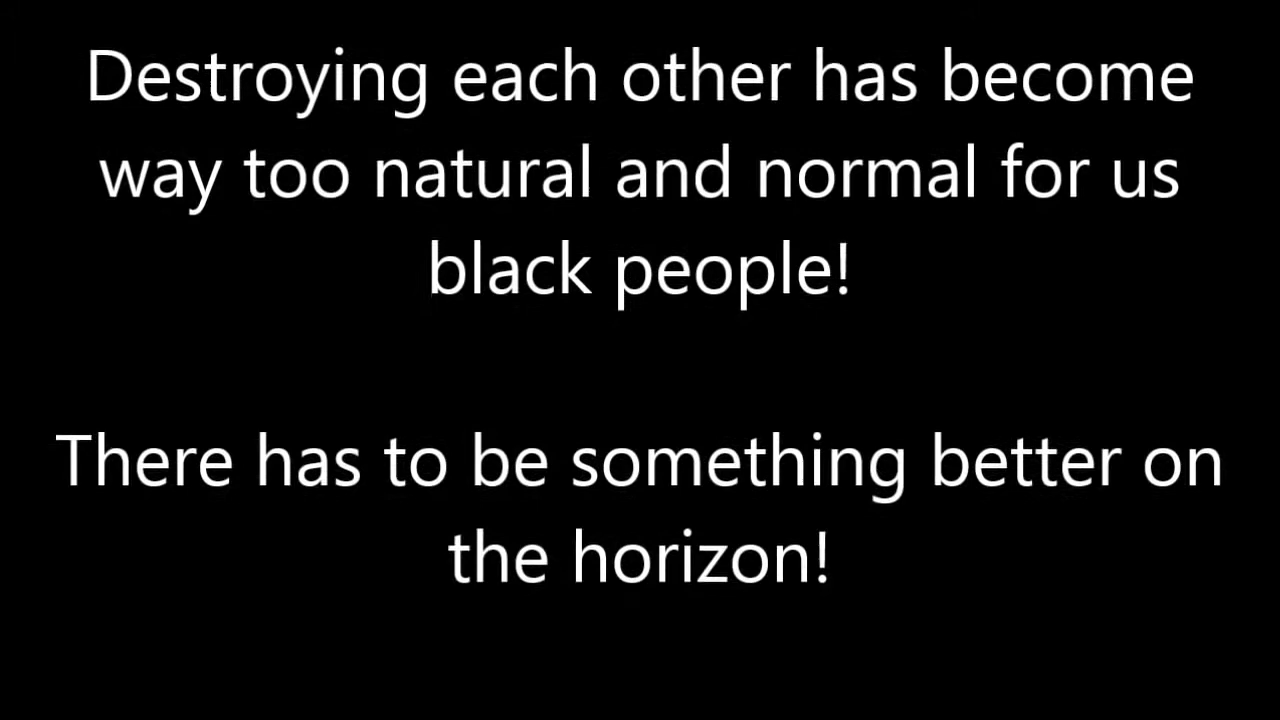 Destroying each other has become
way too natural and normal for us
black people!
There has to be something better on
the horizon!